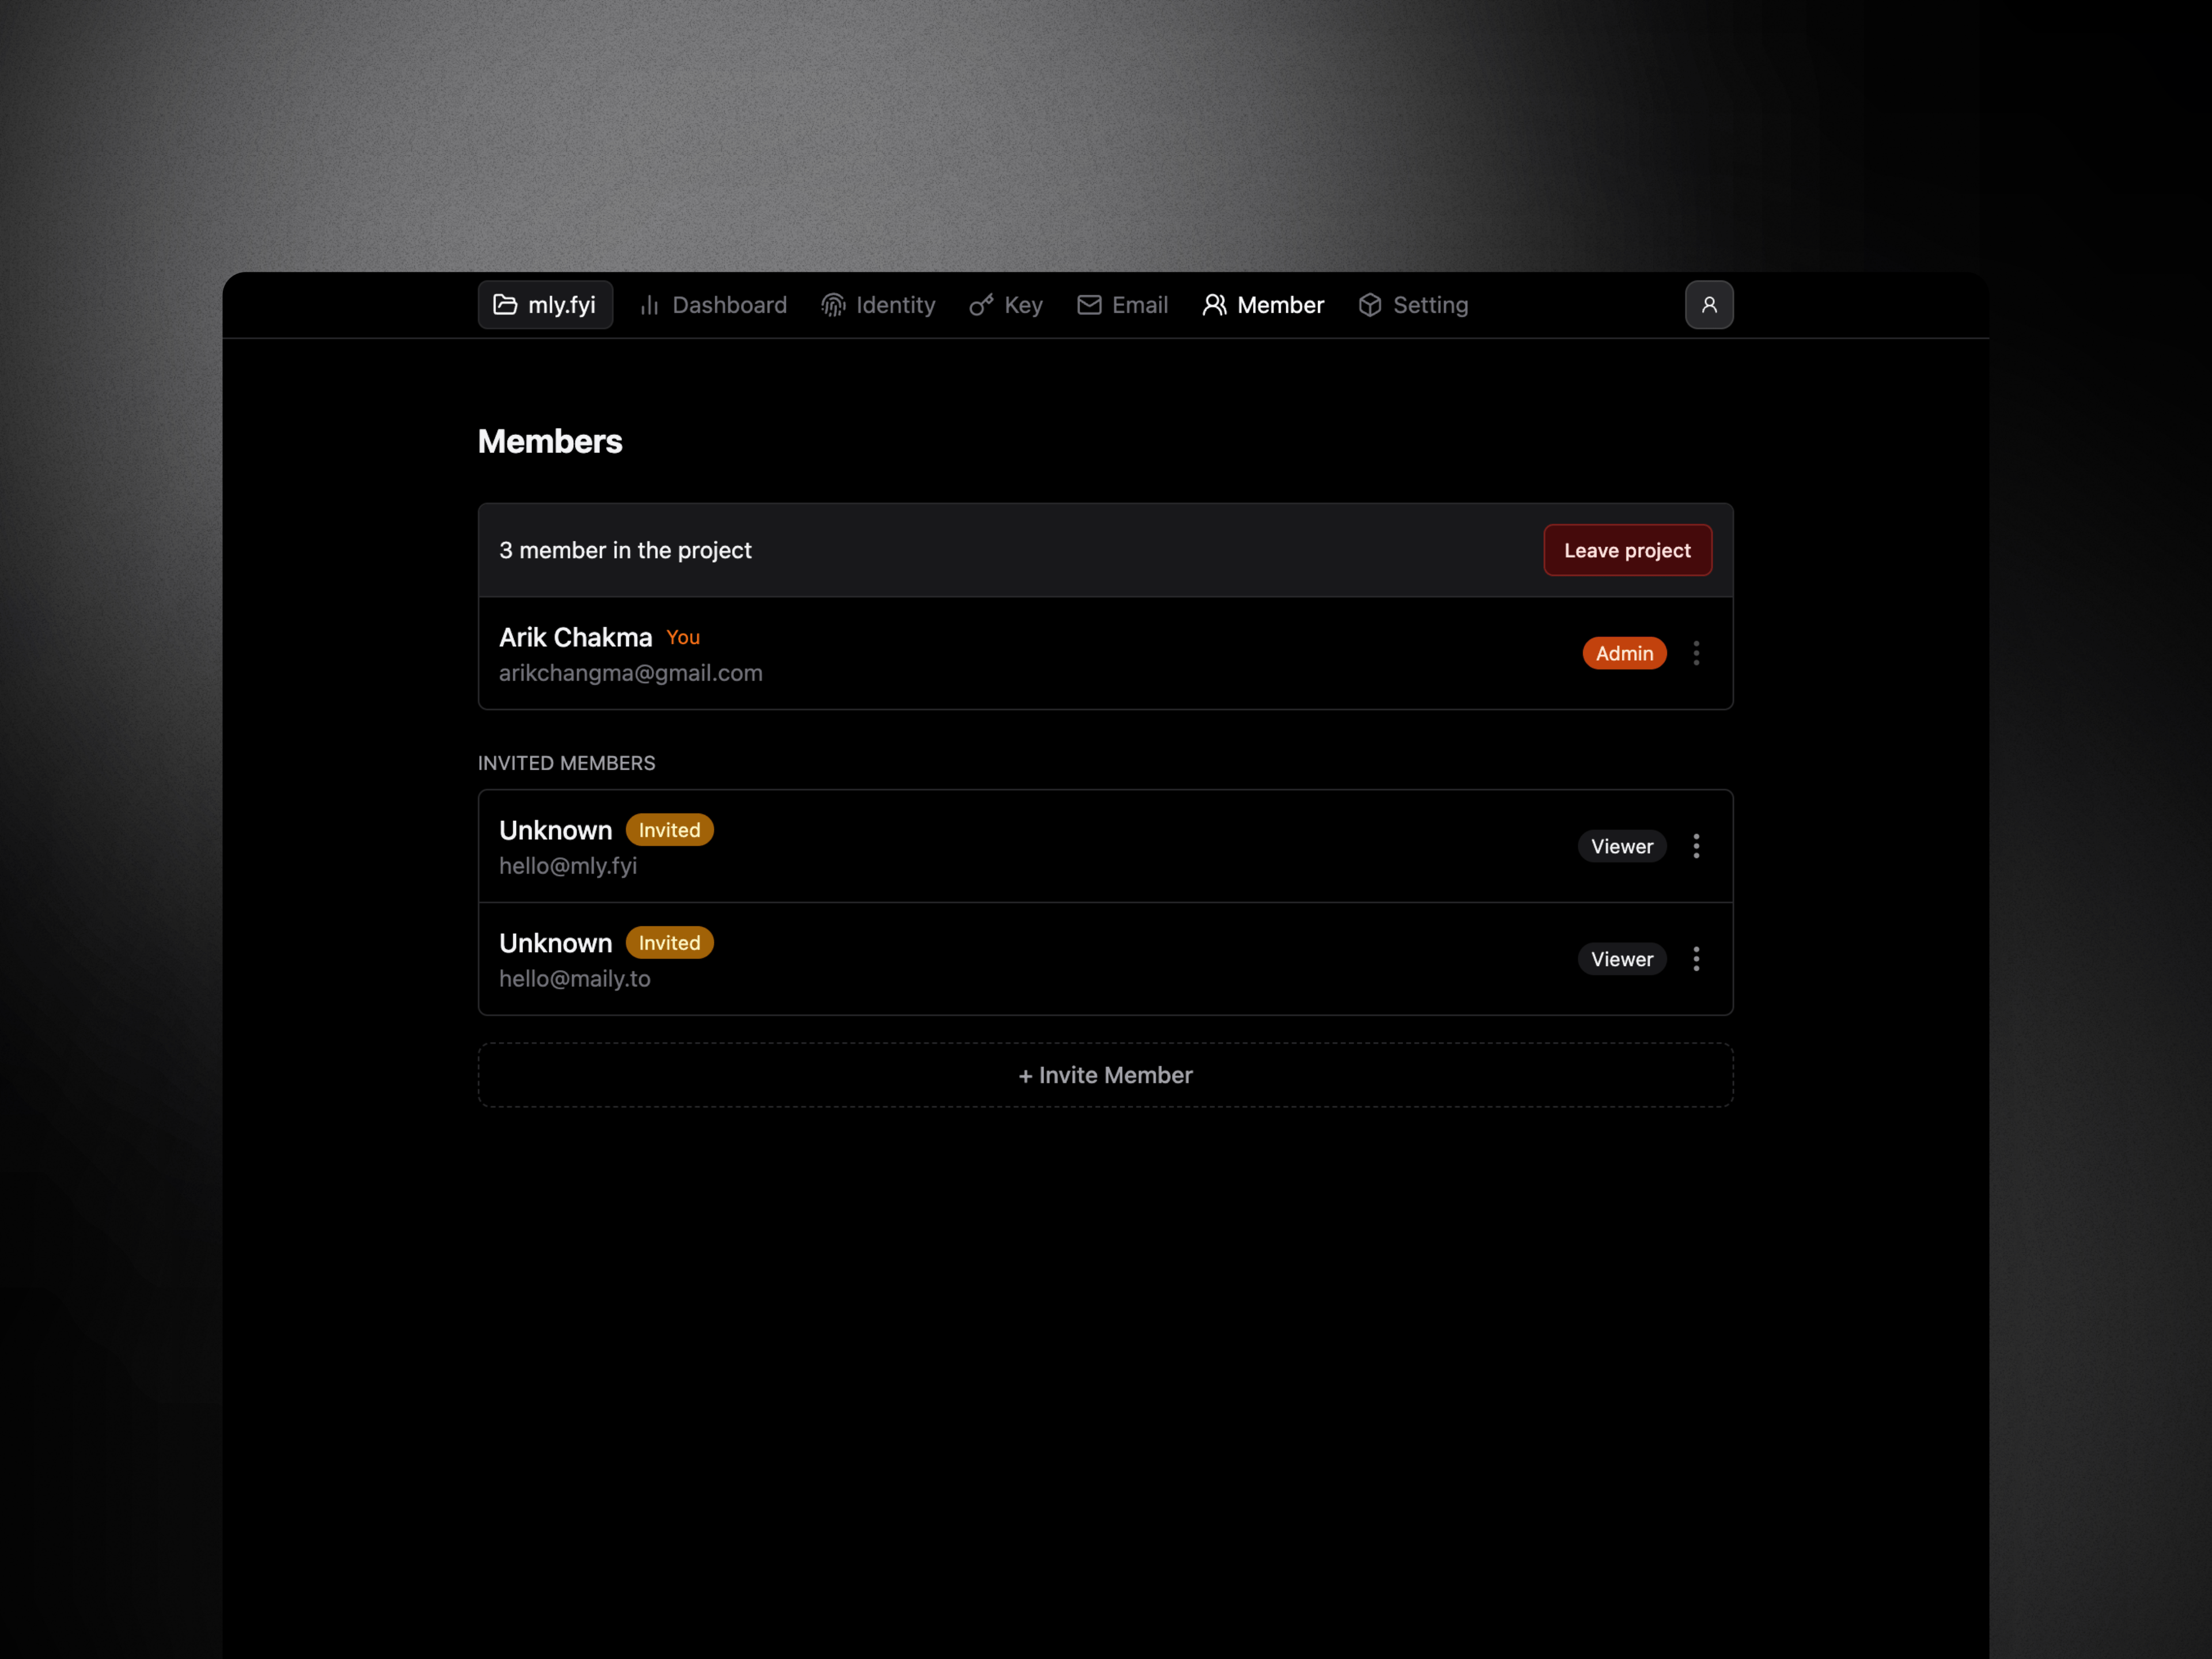 mly.fyi Dashboard Identity Key Email Member Setting
Members
3 member in the project Leave project
Arik Chakma You
arikchangma@gmail.com
Admin
INVITED MEMBERS
Unknown Invited
hello@mly.fyi
Viewer
Unknown Invited
hello@maily.to
Viewer
+ Invite Member